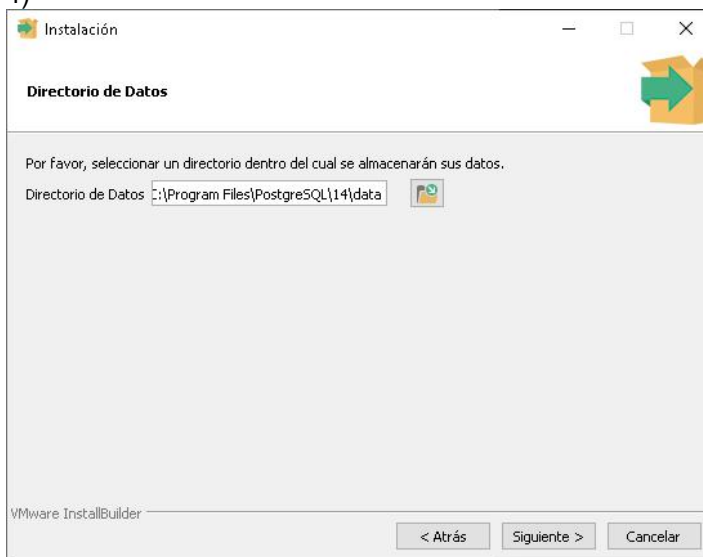 Instalación
Directorio de Datos
Por favor, seleccionar un directorio dentro del cual se almacenarán sus datos.
Directorio de Datos :\Program Files\PostgreSQL\14\data
VMware InstallBuilder
< Atrás Siguiente > Cancelar